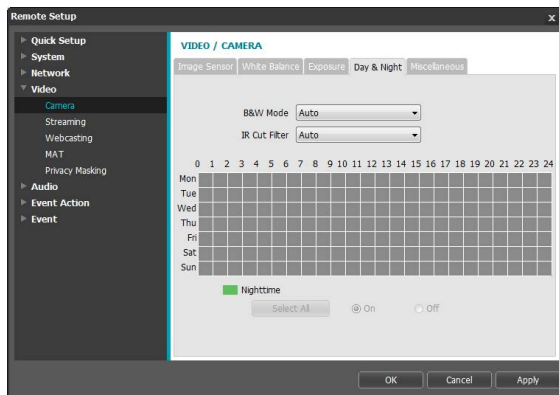 Remote Setup x
Quick Setup
System
Network
Video
Camera
Streaming
Webcasting
MAT
Privacy Masking
Audio
Event Action
Event
VIDEO / CAMERA
Image Sensor White Balance Exposure Day & Night Miscellaneous
B&W Mode Auto
IR Cut Filter Auto
0 1 2 3 4 5 6 7 8 9 10 11 12 13 14 15 16 17 18 19 20 21 22 23 24
Mon
Tue
Wed
Thu
Fri
Sat
Sun
Nighttime
Select All On Off
OK Cancel Apply